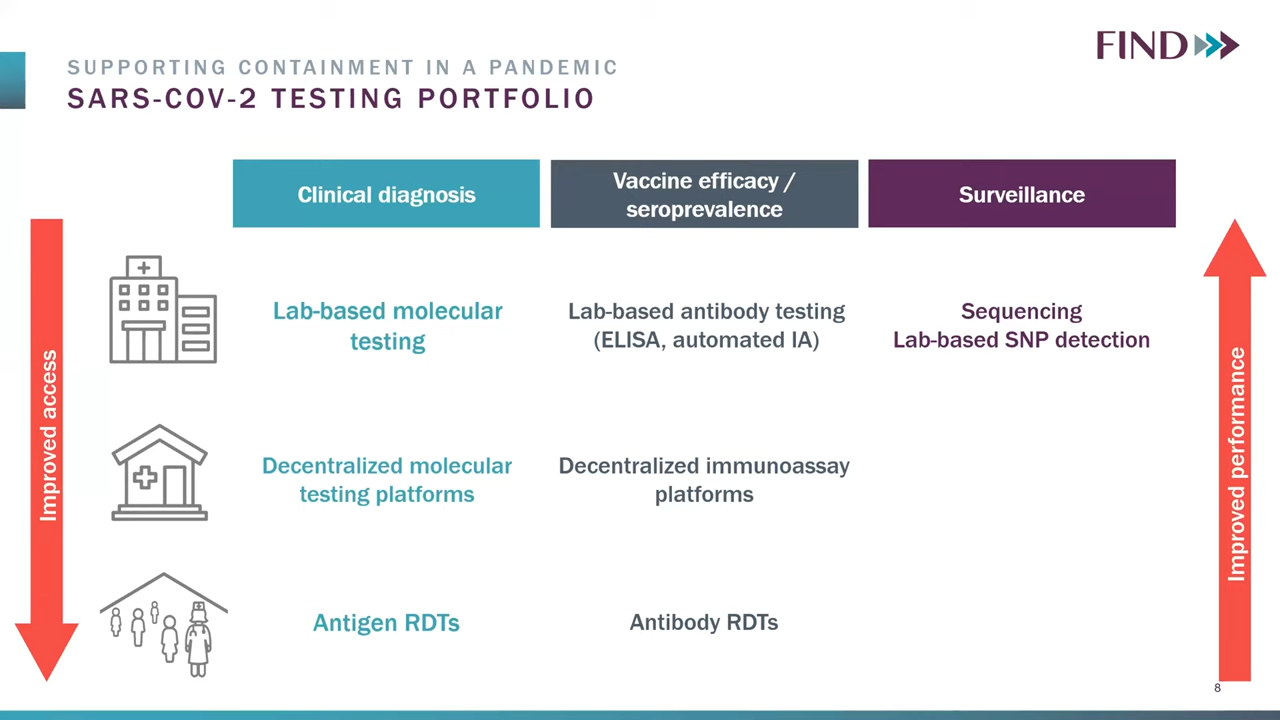 FIND
SUPPORTING CONTAINMENT IN A PANDEMIC
SARS-COV-2 TESTING PORTFOLIO
Clinical diagnosis
Vaccine efficacy /
seroprevalence
Surveillance
Improved access
Lab-based molecular
testing
Lab-based antibody testing
(ELISA, automated IA)
Sequencing
Lab-based SNP detection
Decentralized molecular
testing platforms
Decentralized immunoassay
platforms
Antigen RDTs
Antibody RDTs
Improved performance
8